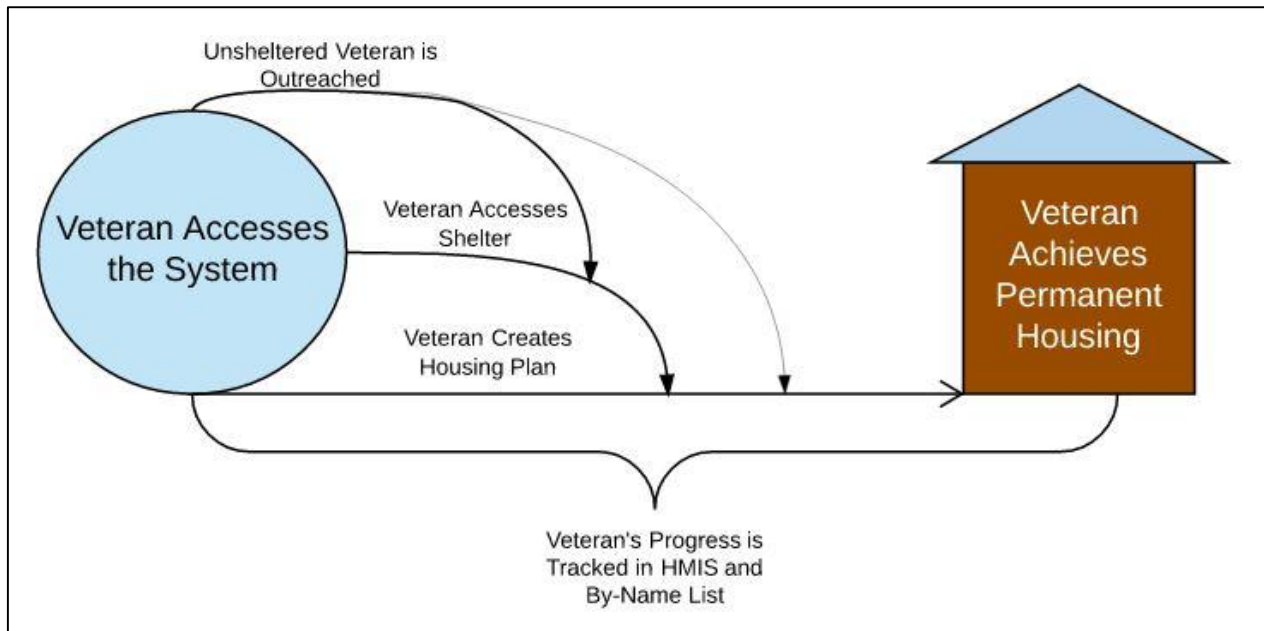 Unsheltered Veteran is
Outreached
Veteran Accesses
the System
Veteran Accesses
Shelter
Veteran Creates
Housing Plan
Veteran
Achieves
Permanent
Housing
Veteran's Progress is
Tracked in HMIS and
By-Name List